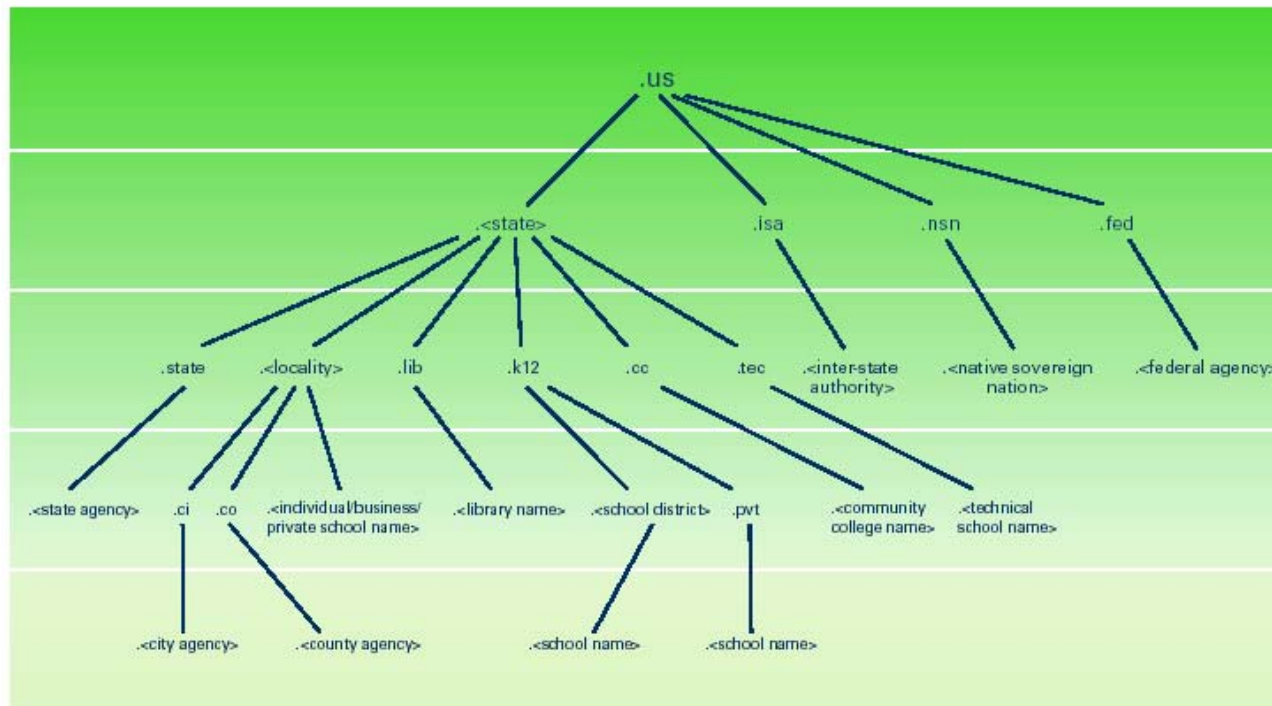 .us
.<state>
.isa
.nsn
.fed
.state
.<locality>
.lib
.k12
.cc
.tec
.<inter-state
authority>
.<native sovereign
nation>
.<federal agency>
.<state agency>
.ci
.co
.<individual/business/
private school name>
.<library name>
.<school district>
.pvt
.<community
college name>
.<technical
school name>
.<city agency>
.<county agency>
.<school name>
.<school name>